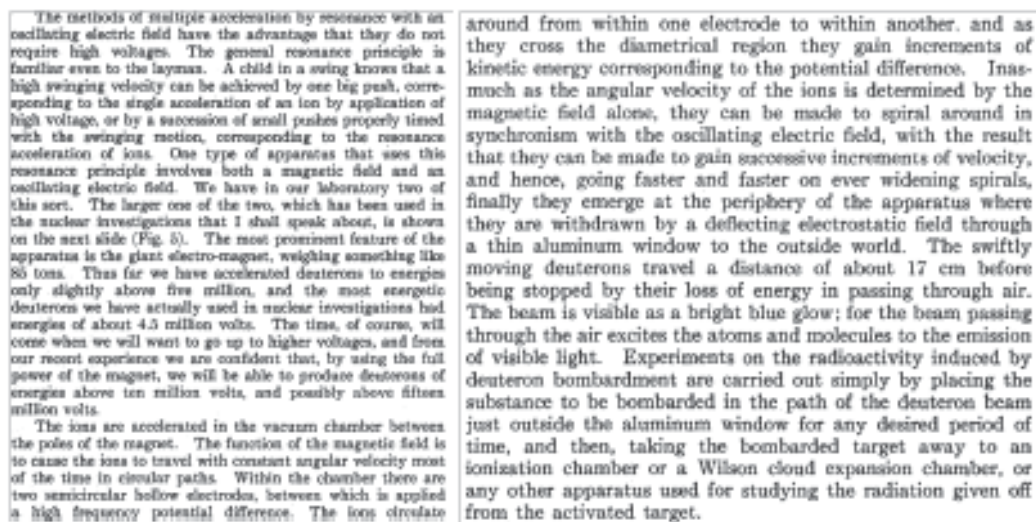 The methods of multiple acceleration by resonance with an
oscillating electric field have the advantage that they do not
require high voltages. The general resonance principle is
familiar even to the layman. A child in a swing knows that a
high swinging velocity can be achieved by one big push, corre-
sponding to the single acceleration of an ion by application of
high voltage, or by a succession of small pushes properly timed
with the swinging motion, corresponding to the resonance
acceleration of ions. One type of apparatus that uses this
resonance principle involves both a magnetic field and an
oscillating electric field. We have in our laboratory two of
this sort. The larger one of the two, which has been used in
the nuclear investigations that I shall speak about, is shown
on the next slide (Fig. 5). The most prominent feature of the
apparatus is the giant electro-magnet, weighing something like
85 tons. Thus far we have accelerated deuterons to energies
only slightly above five million, and the most energetic
deuterons we have actually used in nuclear investigations had
energies of about 4.5 million volts. The time, of course, will
come when we will want to go up to higher voltages, and from
our recent experience we are confident that, by using the full
power of the magnet, we will be able to produce deuterons of
energies above ten million volts, and possibly above fifteen
million volts.
The ions are accelerated in the vacuum chamber between
the poles of the magnet. The function of the magnetic field is
to cause the ions to travel with constant angular velocity most
of the time in circular paths. Within the chamber there are
two semicircular hollow electrodes, between which is applied
a high frequency potential difference. The ions circulate
around from within one electrode to within another. and as
they cross the diametrical region they gain increments of
kinetic energy corresponding to the potential difference. Inas-
much as the angular velocity of the ions is determined by the
magnetic field alone, they can be made to spiral around in
synchronism with the oscillating electric field, with the result
that they can be made to gain successive increments of velocity,
and hence, going faster and faster on ever widening spirals,
finally they emerge at the periphery of the apparatus where
they are withdrawn by a deflecting electrostatic field through
a thin aluminum window to the outside world. The swiftly
moving deuterons travel a distance of about 17 cm before
being stopped by their loss of energy in passing through air.
The beam is visible as a bright blue glow; for the beam passing
through the air excites the atoms and molecules to the emission
of visible light. Experiments on the radioactivity induced by
deuteron bombardment are carried out simply by placing the
substance to be bombarded in the path of the deuteron beam
just outside the aluminum window for any desired period of
time, and then, taking the bombarded target away to an
ionization chamber or a Wilson cloud expansion chamber, or
any other apparatus used for studying the radiation given off
from the activated target.